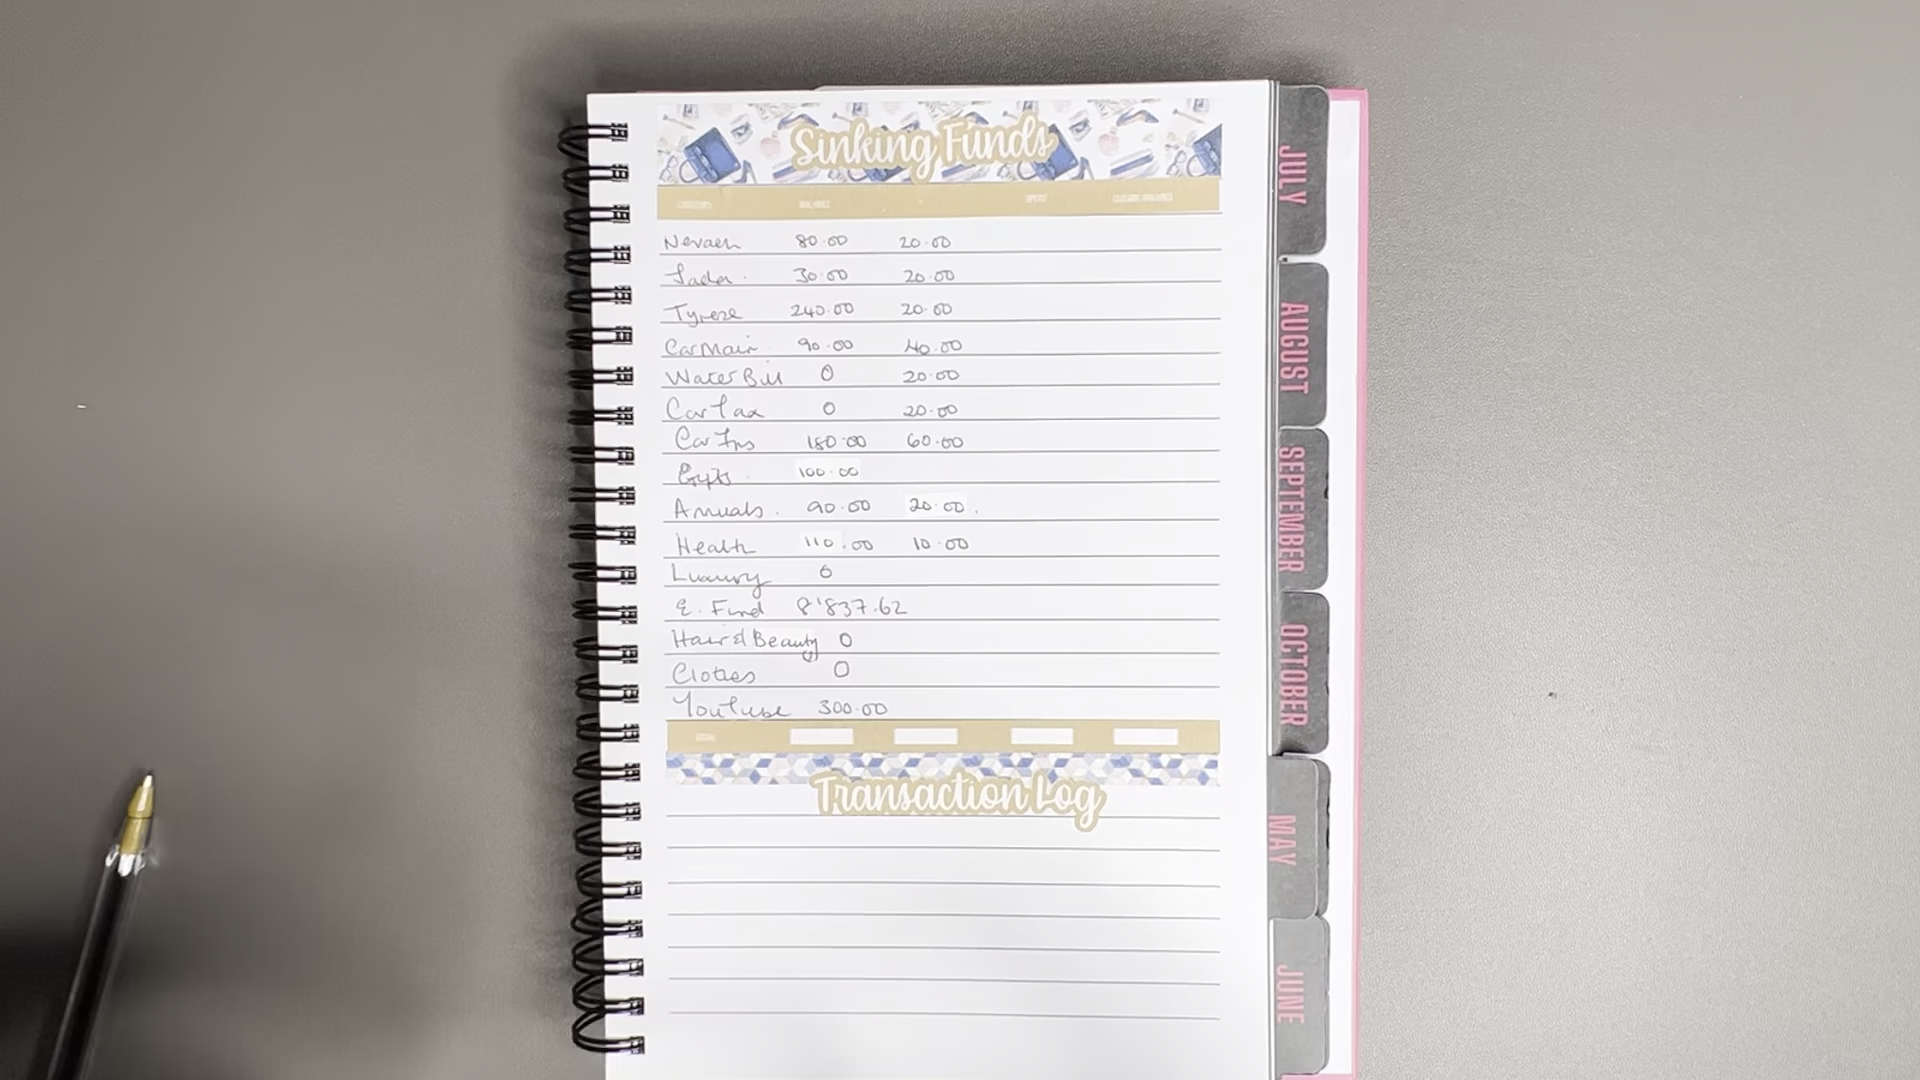 Sinking Funds
Nevaeh 80.00 20.00
30.00 20.00
Tyreze 240.00 20.00
Car Main 90.00 40.00
Water Bill 0 20.00
Car Tax 0 20.00
Car Ins 180.00 60.00
Gifts 100.00
Annuals. 90.00 20.00.
Health 110.00 10.00
Luxury 0
E. Fund 8'837.62
Hair & Beauty 0
Clothes 0
YouTube 300.00
Transaction Log
JULY
AUGUST
SEPTEMBER
OCTOBER
MAY
JUNE